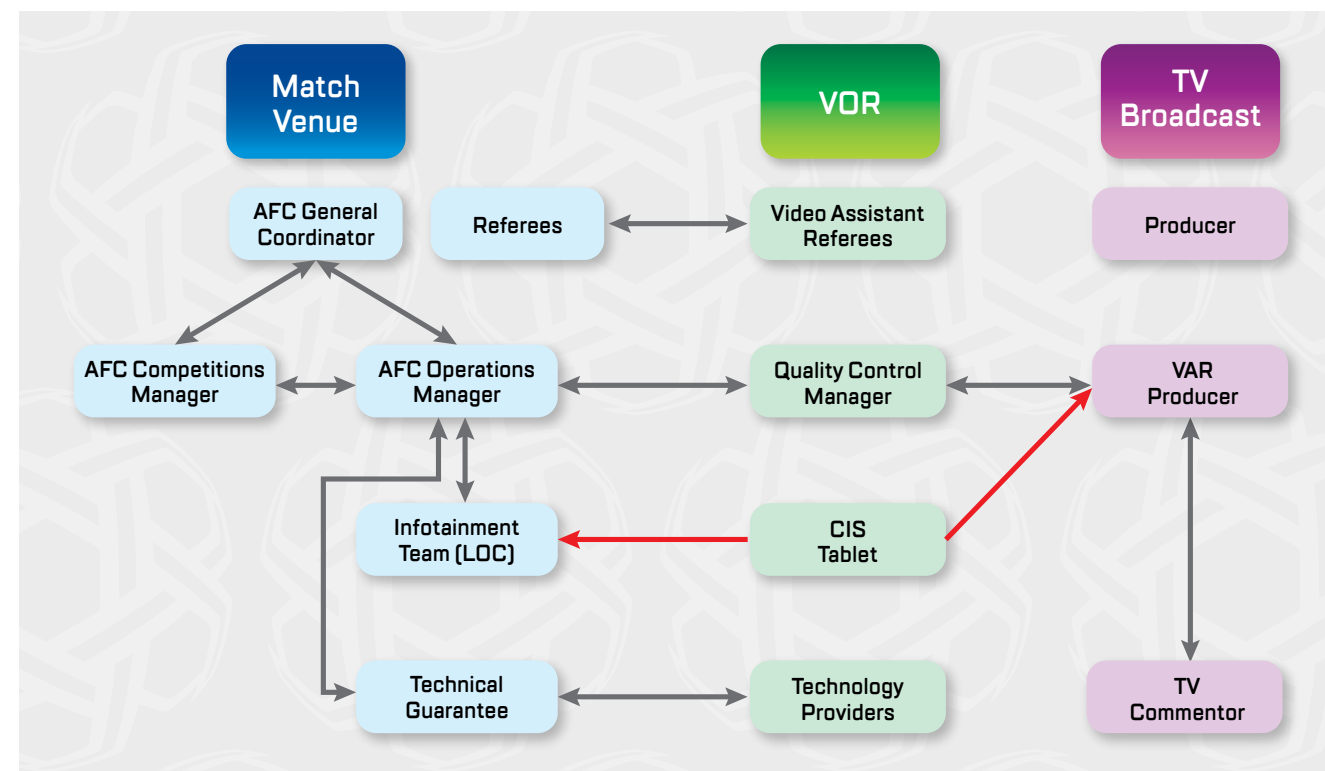 Match
Venue
VOR
TV
Broadcast
AFC General
Coordinator
Referees
Video Assistant
Referees
Producer
AFC Competitions
Manager
AFC Operations
Manager
Quality Control
Manager
VAR
Producer
Infotainment
Team (LOC)
CIS
Tablet
Technical
Guarantee
Technology
Providers
TV
Commentor